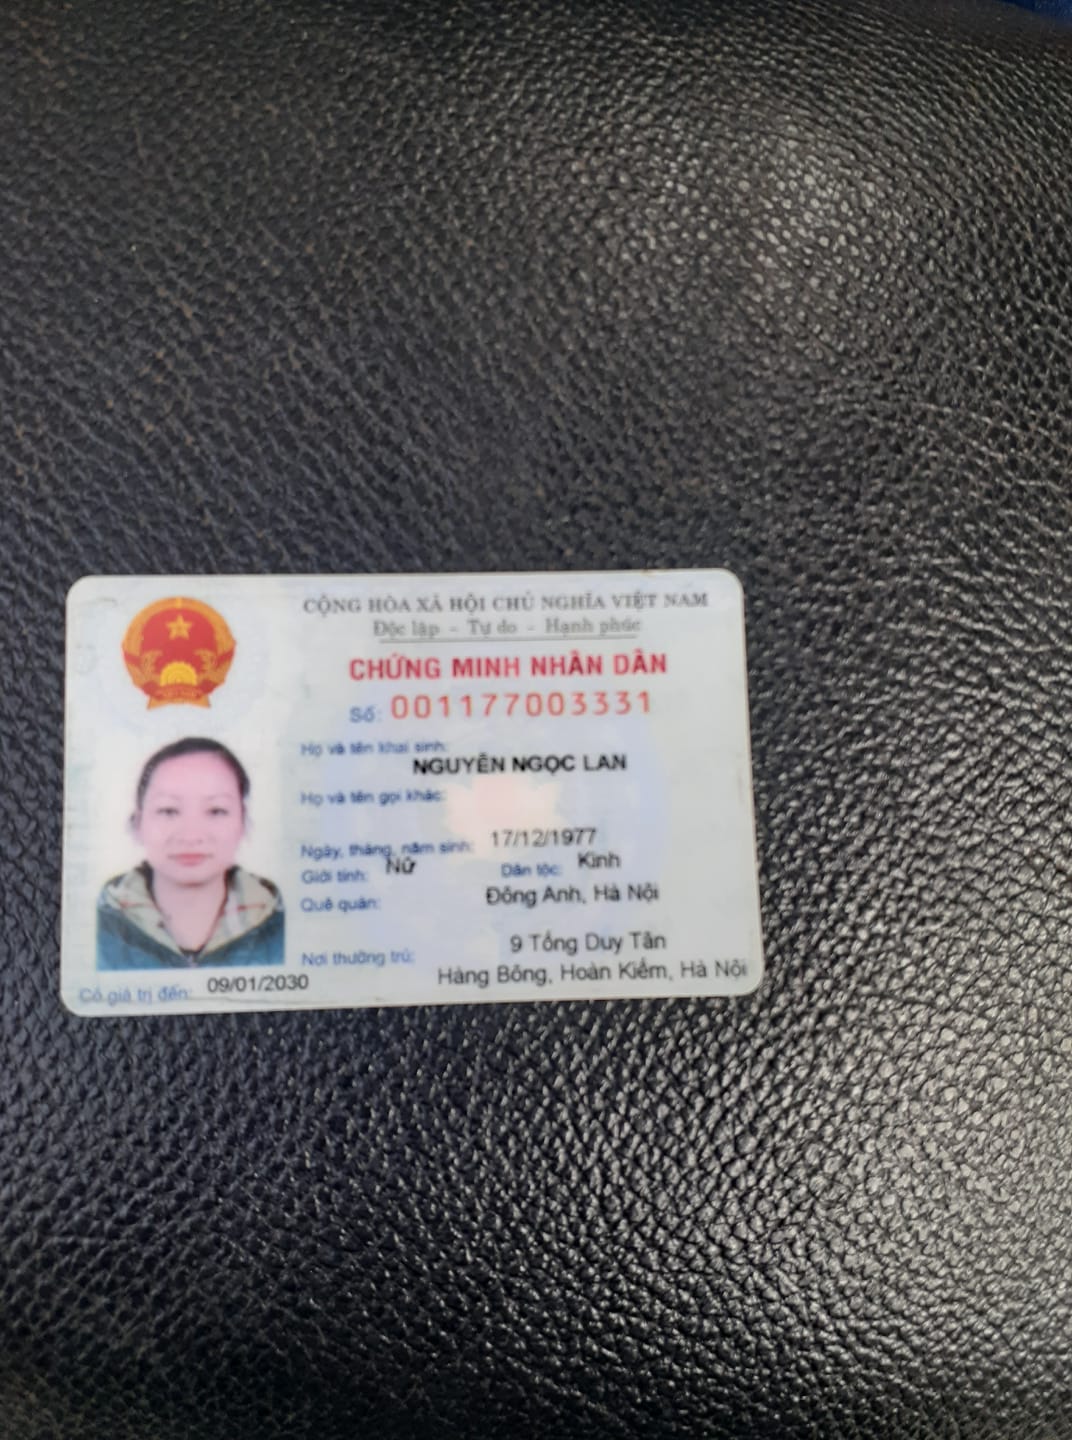 CỘNG HÒA XÃ HỘI CHỦ NGHĨA VIỆT NAM
Độc lập - Tự do - Hạnh phúc
CHỨNG MINH NHÂN DÂN
Số: 001177003331
Họ và tên khai sinh:
NGUYỄN NGỌC LAN
Họ và tên gọi khác:
Ngày, tháng, năm sinh: 17/12/1977
Giới tính: Nữ Dân tộc: Kinh
Quê quán: Đông Anh, Hà Nội
Nơi thường trú: 9 Tống Duy Tân
Hàng Bông, Hoàn Kiếm, Hà Nội
Có giá trị đến: 09/01/2030